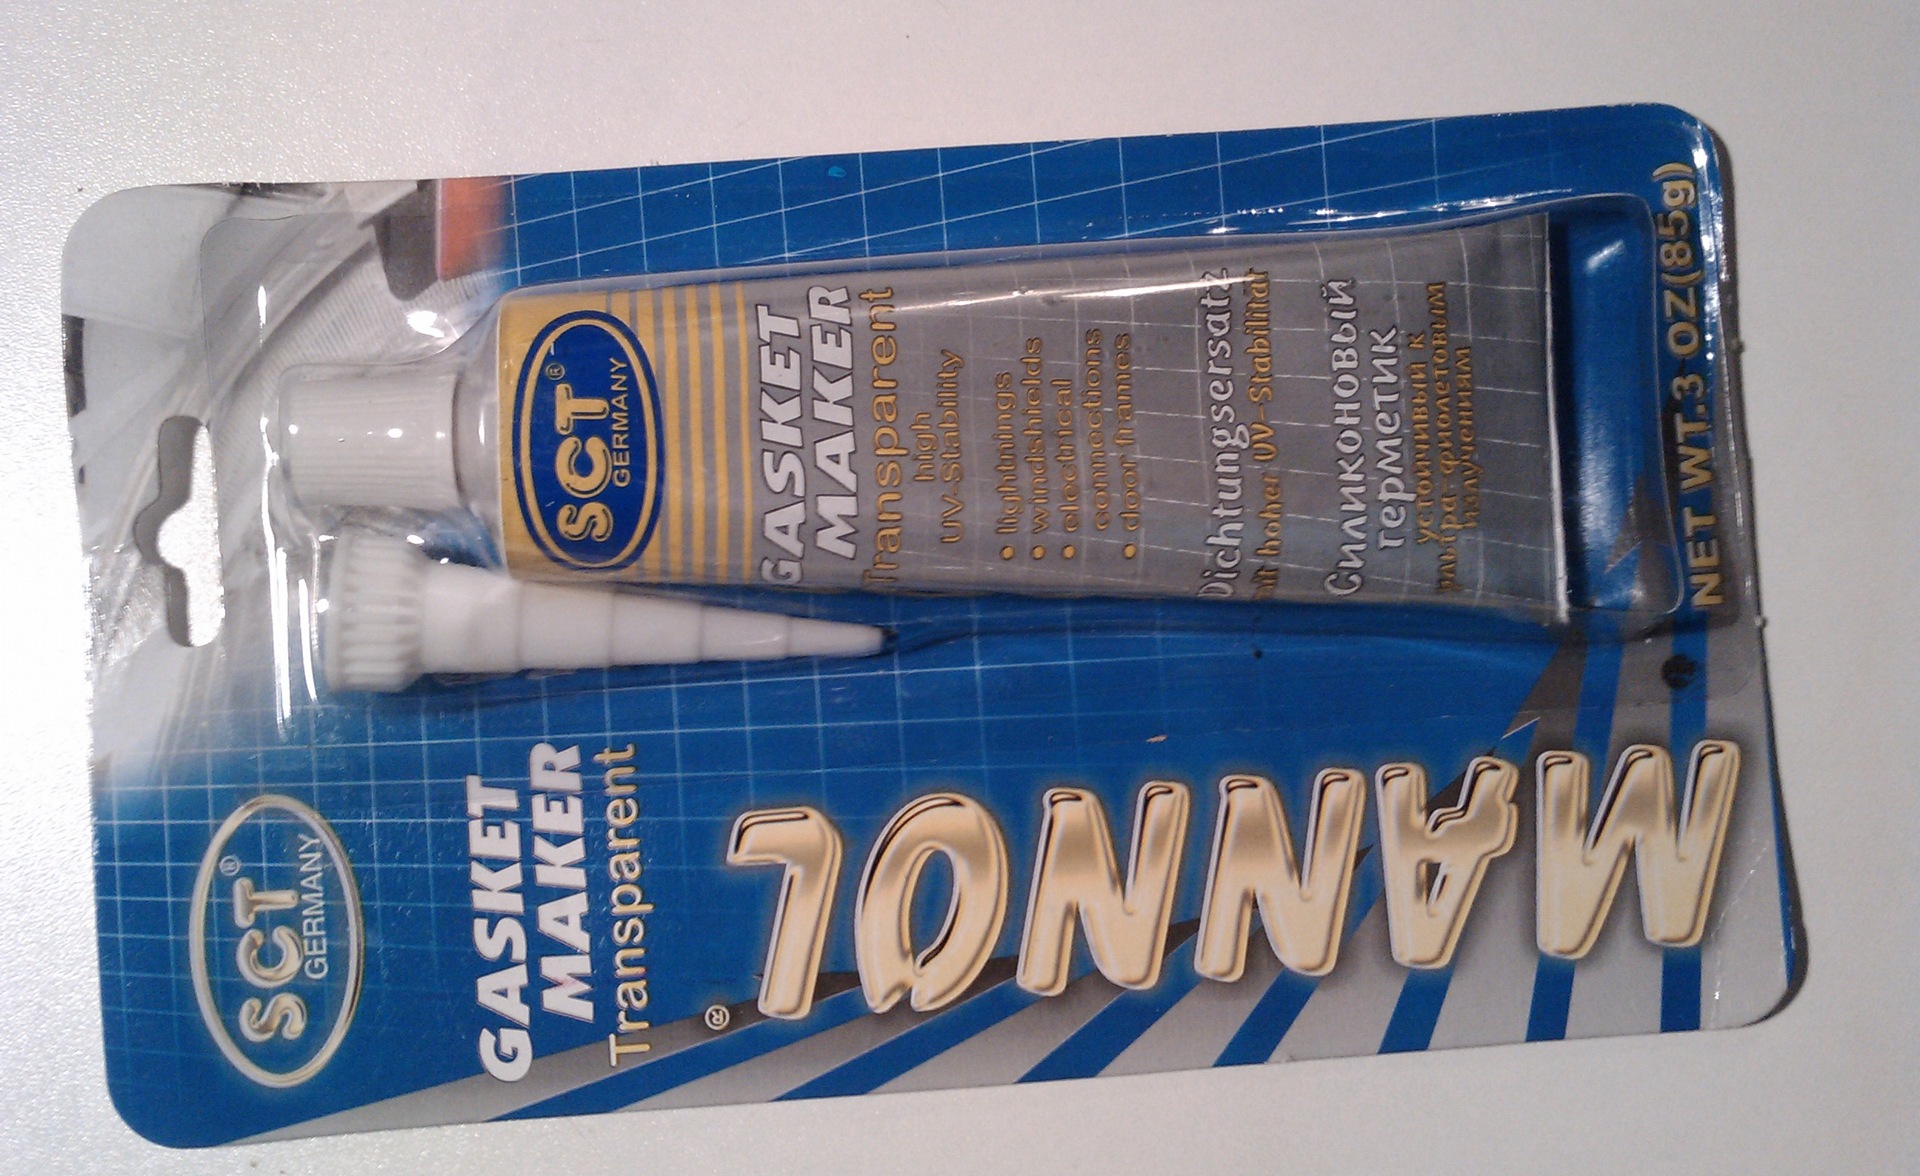 SCT®
GERMANY
GASKET
MAKER
Transparent
high
UV-Stability
• lightnings
• windshields
• electrical
connections
• door frames
Dichtungsersatz
mit hoher UV-Stabilität
Силиконовый
герметик
устойчивый к
ультра-фиолетовым
излучениям
NET WT.3 OZ(85g)
SCT®
GERMANY
GASKET
MAKER
Transparent
MANNOL®